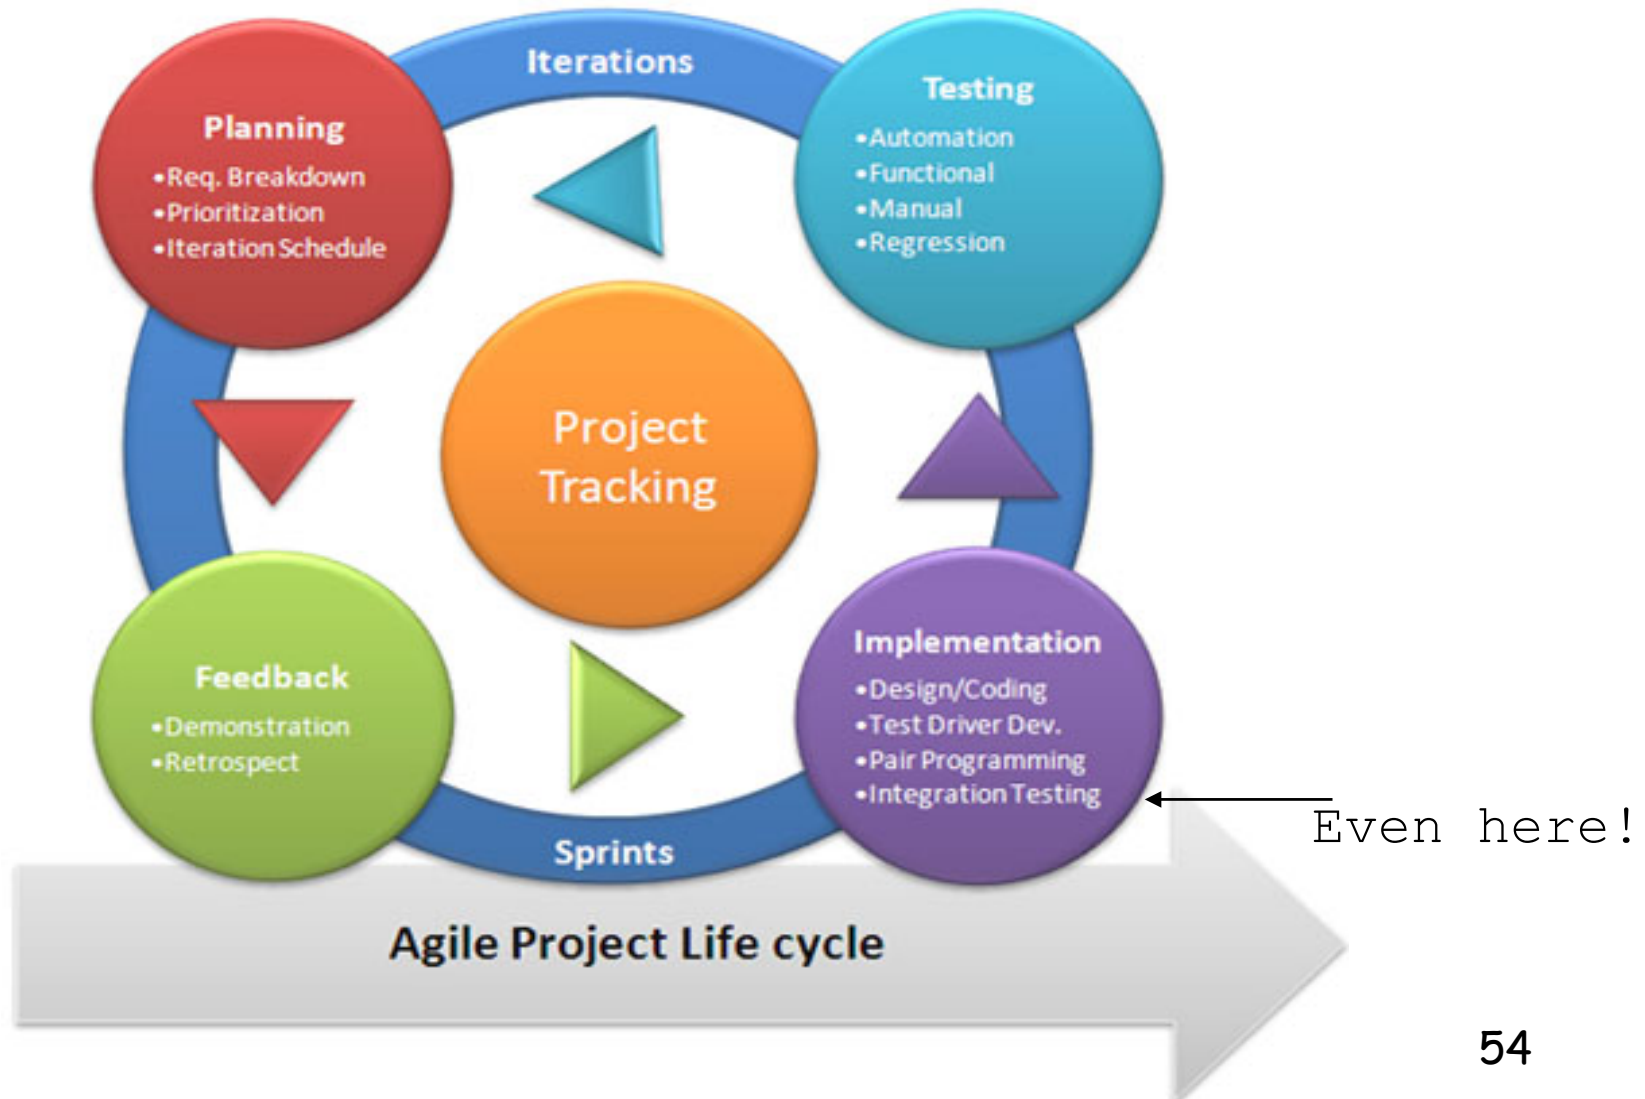 Iterations
Planning
•Req. Breakdown
•Prioritization
•Iteration Schedule
Testing
•Automation
•Functional
•Manual
•Regression
Project
Tracking
Feedback
•Demonstration
•Retrospect
Implementation
•Design/Coding
•Test Driver Dev.
•Pair Programming
•Integration Testing
Even here!
Sprints
Agile Project Life cycle
54